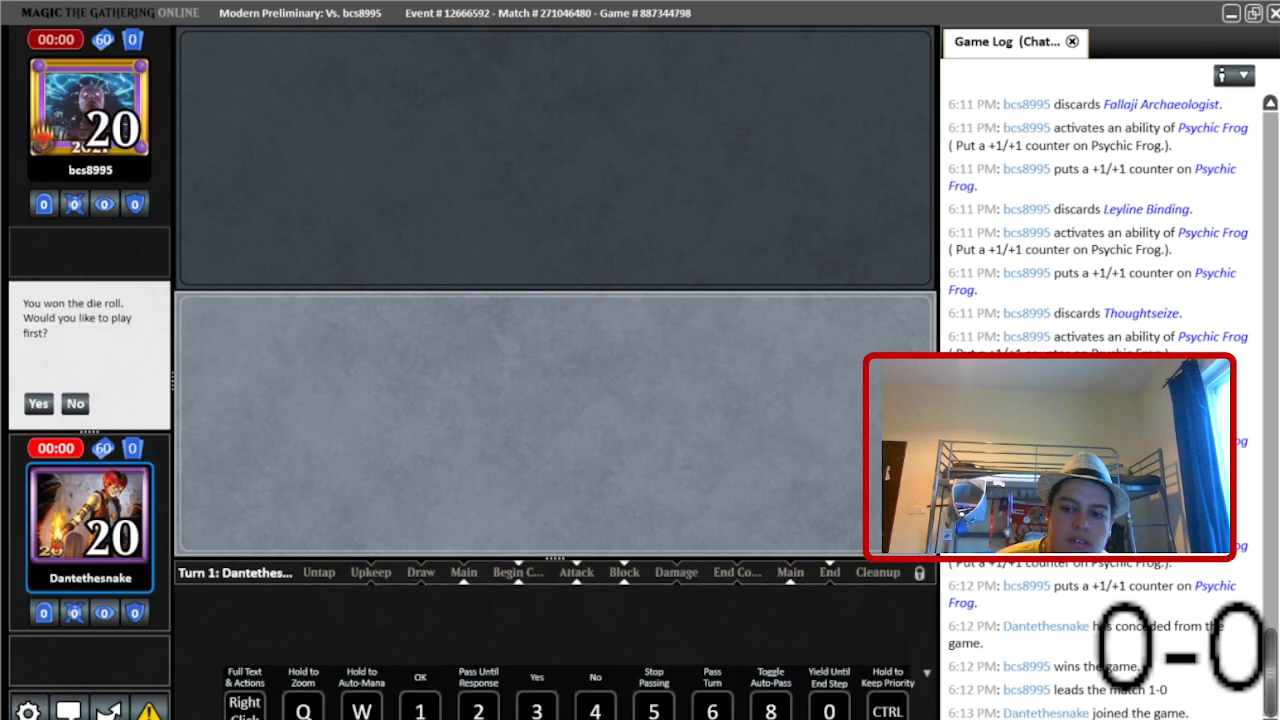 MAGIC THE GATHERING ONLINE
Modern Preliminary: Vs. bcs8995
Event # 12666592 - Match # 271046480 - Game # 887344798
00:00 60 0
20
bcs8995
0 0 0 0
You won the die roll.
Would you like to play
first?
Yes No
00:00 60 0
20
Dantethesnake
0 0 0 0
Turn 1: Dantethes... Untap Upkeep Draw Main Begin C... Attack Block Damage End Co... Main End Cleanup
Full Text
& Actions
Right
Click
Hold to
Zoom
Q
Hold to
Auto-Mana
W
OK
1
Pass Until
Response
2
Yes
3
No
4
Stop
Passing
5
Pass
Turn
6
Toggle
Auto-Pass
8
Yield Until
End Step
0
Hold to
Keep Priority
CTRL
Game Log (Chat...
6:11 PM: bcs8995 discards Fallaji Archaeologist.
6:11 PM: bcs8995 activates an ability of Psychic Frog
( Put a +1/+1 counter on Psychic Frog.).
6:11 PM: bcs8995 puts a +1/+1 counter on Psychic
Frog.
6:11 PM: bcs8995 discards Leyline Binding.
6:11 PM: bcs8995 activates an ability of Psychic Frog
( Put a +1/+1 counter on Psychic Frog.).
6:11 PM: bcs8995 puts a +1/+1 counter on Psychic
Frog.
6:11 PM: bcs8995 discards Thoughtseize.
6:11 PM: bcs8995 activates an ability of Psychic Frog
6:12 PM: bcs8995 puts a +1/+1 counter on Psychic
Frog.
6:12 PM: Dantethesnake has conceded from the
game.
6:12 PM: bcs8995 wins the game.
6:12 PM: bcs8995 leads the match 1-0
6:13 PM: Dantethesnake joined the game.
0-0